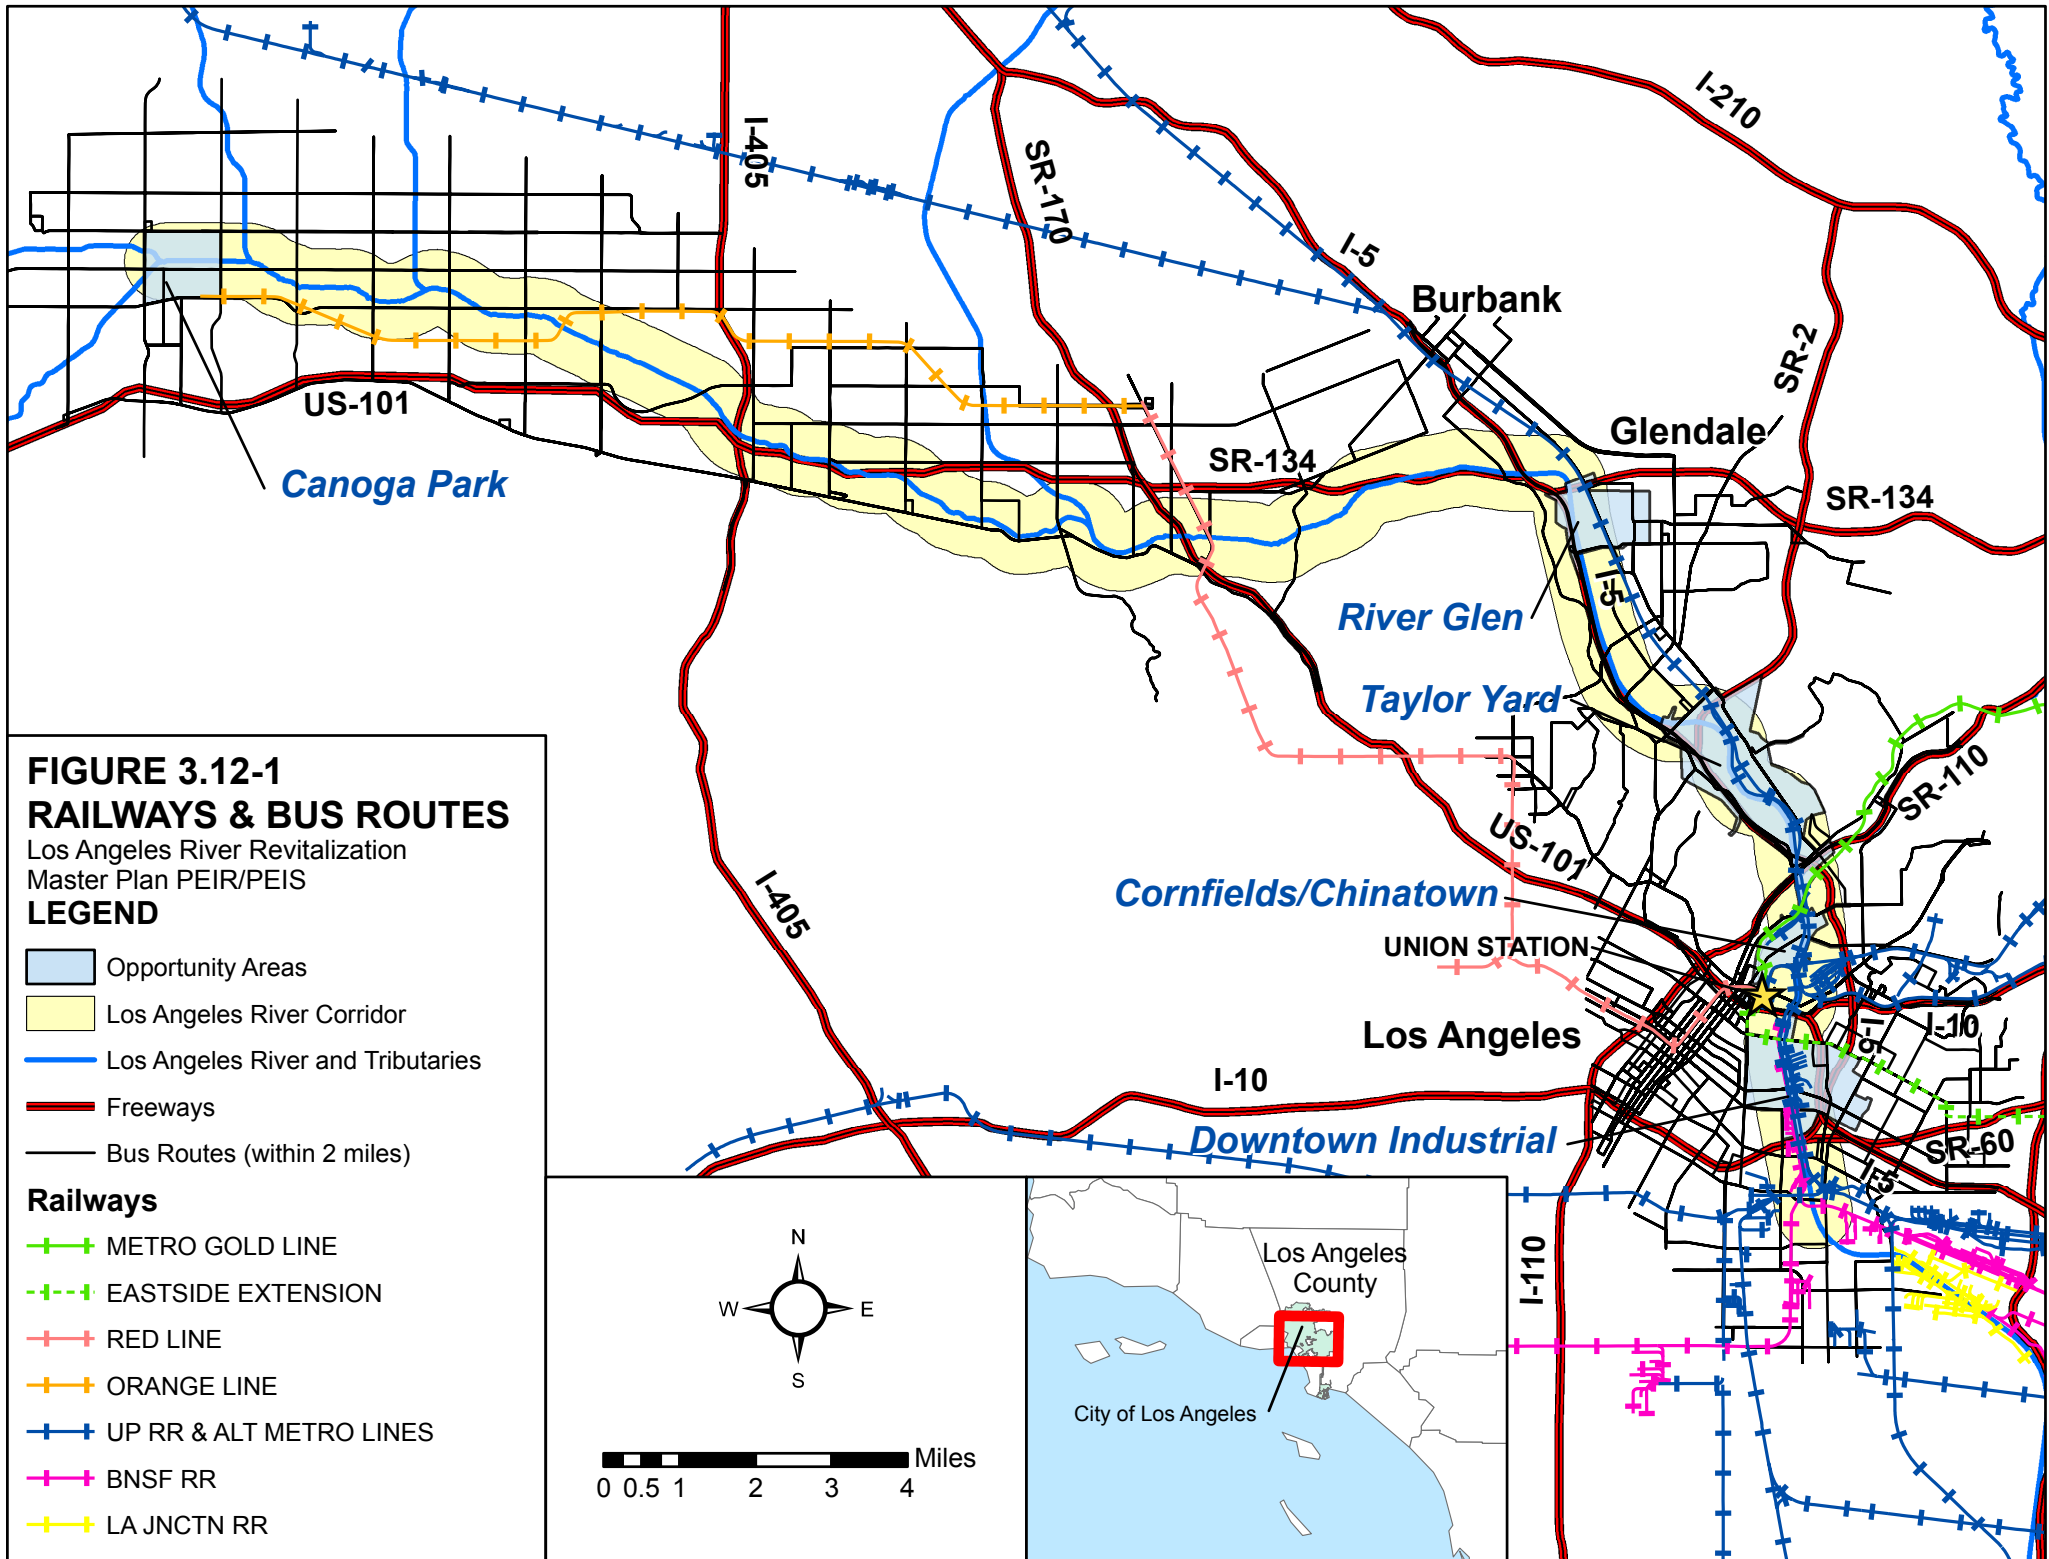 I-210
I-405
SR-170
I-5
Burbank
SR-2
US-101
Glendale
SR-134
Canoga Park
SR-134
I-5
River Glen
Taylor Yard
SR-110
US-101
I-405
Cornfields/Chinatown
UNION STATION
I-5
I-10
Los Angeles
I-10
Downtown Industrial
SR-60
I-5
I-110
FIGURE 3.12-1
RAILWAYS & BUS ROUTES
Los Angeles River Revitalization
Master Plan PEIR/PEIS
LEGEND
Opportunity Areas
Los Angeles River Corridor
Los Angeles River and Tributaries
Freeways
Bus Routes (within 2 miles)
Railways
METRO GOLD LINE
EASTSIDE EXTENSION
RED LINE
ORANGE LINE
UP RR & ALT METRO LINES
BNSF RR
LA JNCTN RR
N
W E
S
Miles
0 0.5 1 2 3 4
Los Angeles
County
City of Los Angeles